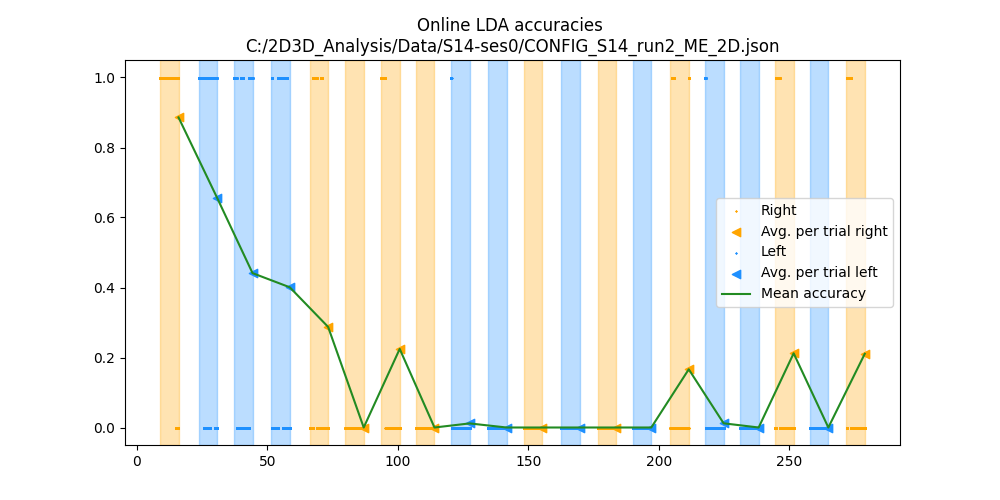 Online LDA accuracies
C:/2D3D_Analysis/Data/S14-ses0/CONFIG_S14_run2_ME_2D.json
1.0
0.8
0.6
0.4
0.2
0.0
0
50
100
150
200
250
Right
Avg. per trial right
Left
Avg. per trial left
Mean accuracy